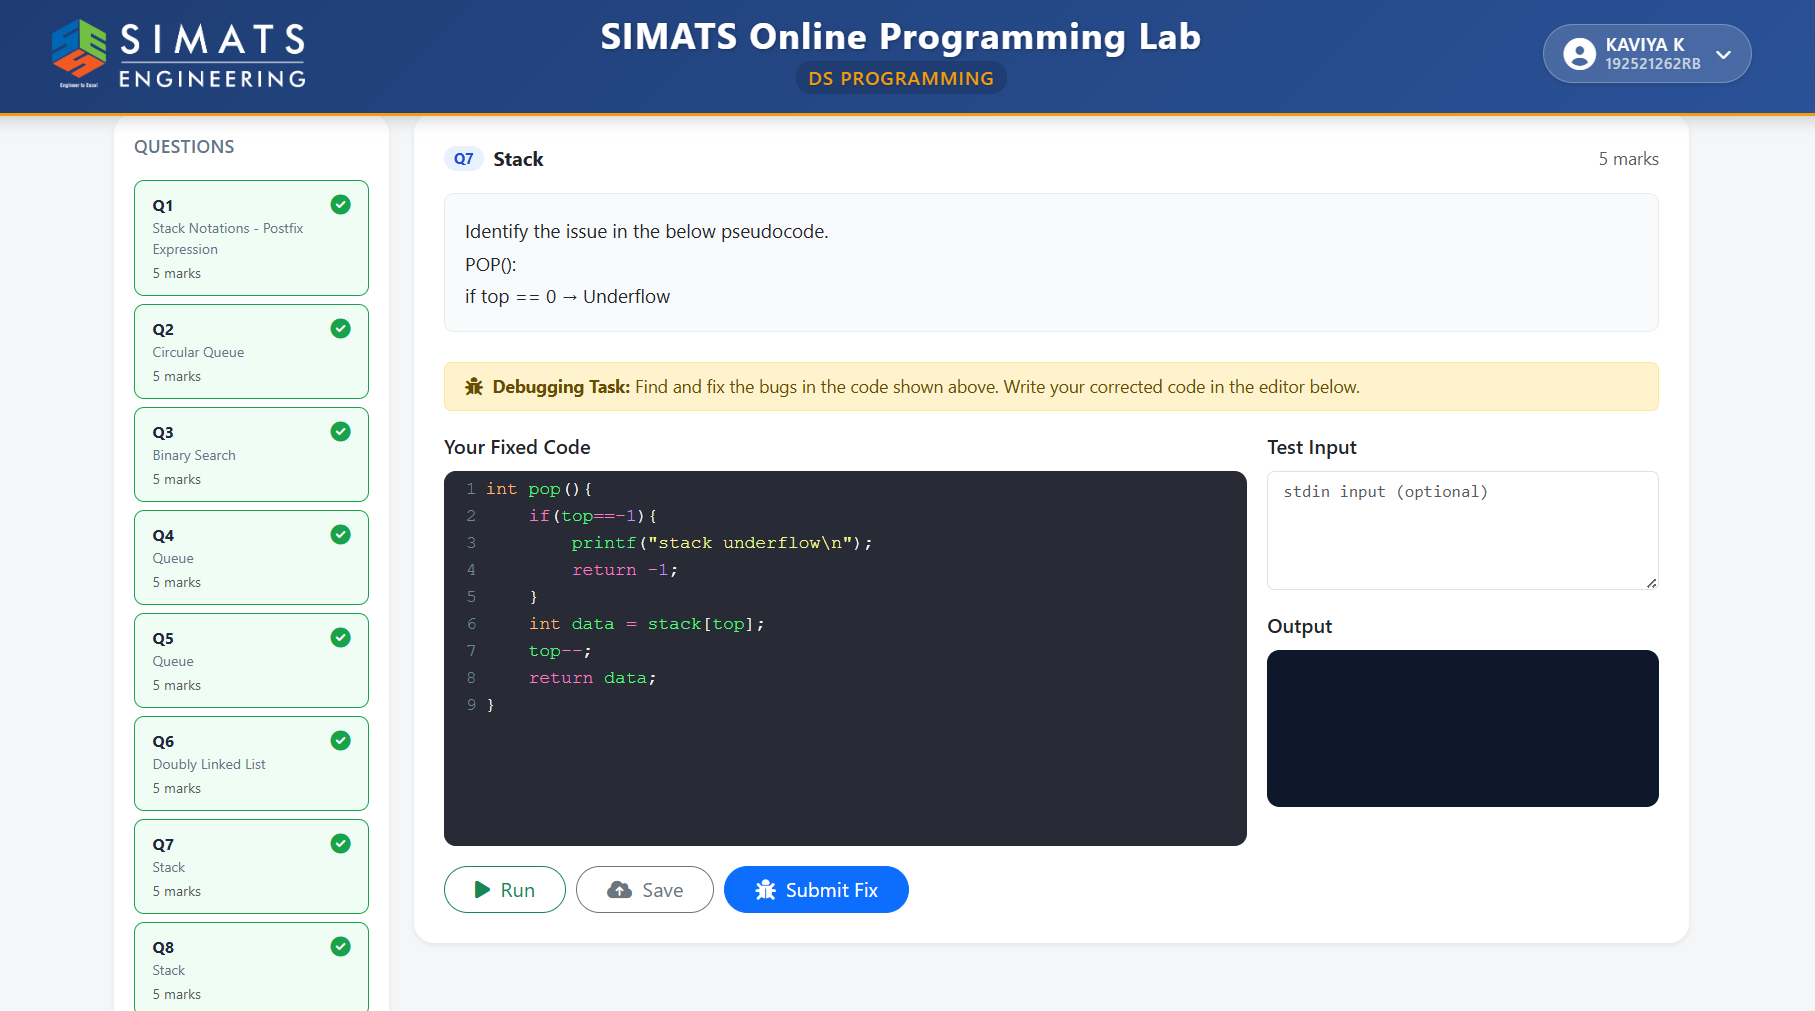 SIMATS
ENGINEERING
Engineer to Excel
SIMATS Online Programming Lab
DS PROGRAMMING
KAVIYA K
192521262RB
QUESTIONS
Q1
Stack Notations - Postfix
Expression
5 marks
Q2
Circular Queue
5 marks
Q3
Binary Search
5 marks
Q4
Queue
5 marks
Q5
Queue
5 marks
Q6
Doubly Linked List
5 marks
Q7
Stack
5 marks
Q8
Stack
5 marks
Q7 Stack
5 marks
Identify the issue in the below pseudocode.
POP():
if top == 0 → Underflow
Debugging Task: Find and fix the bugs in the code shown above. Write your corrected code in the editor below.
Your Fixed Code
1 int pop(){
2     if(top==-1){
3         printf("stack underflow\n");
4         return -1;
5     }
6     int data = stack[top];
7     top--;
8     return data;
9 }
Run
Save
Submit Fix
Test Input
stdin input (optional)
Output